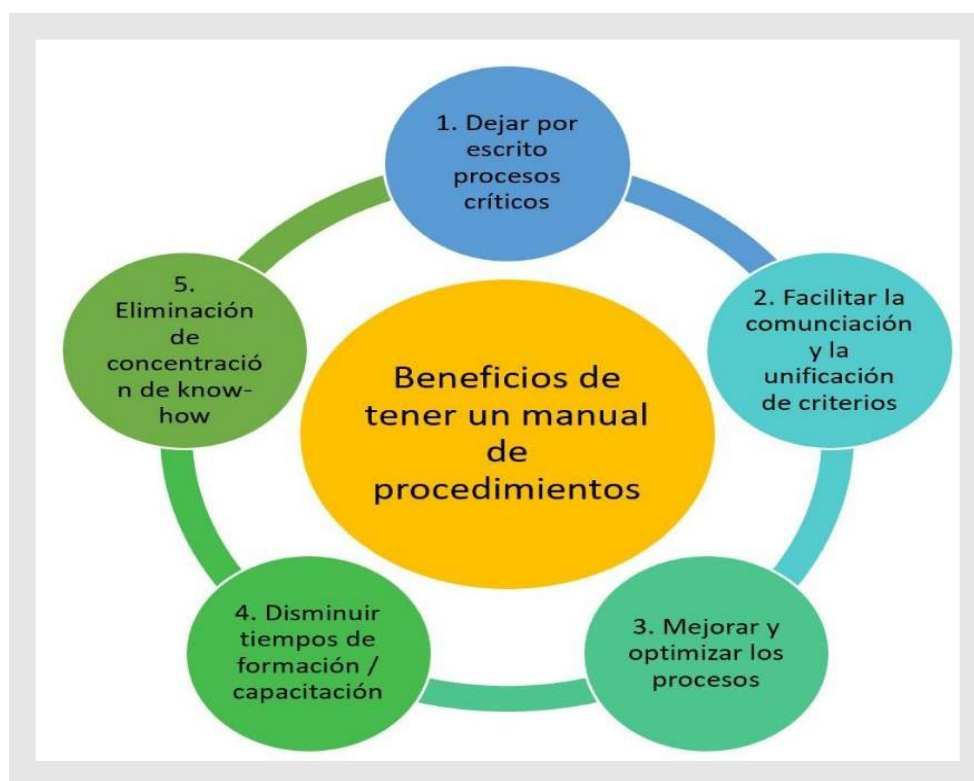 1. Dejar por
escrito
procesos
críticos
2. Facilitar la
comunciación
y la
unificación
de criterios
3. Mejorar y
optimizar los
procesos
4. Disminuir
tiempos de
formación /
capacitación
5.
Eliminación
de
concentració
n de know-
how
Beneficios de
tener un manual
de
procedimientos